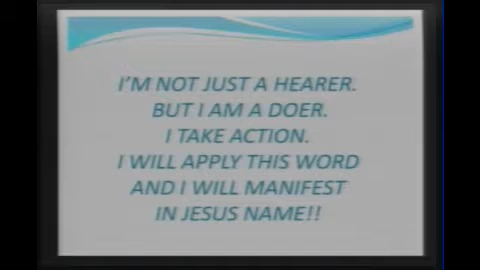 I'M NOT JUST A HEARER.
BUT I AM A DOER.
I TAKE ACTION.
I WILL APPLY THIS WORD
AND I WILL MANIFEST
IN JESUS NAME!!